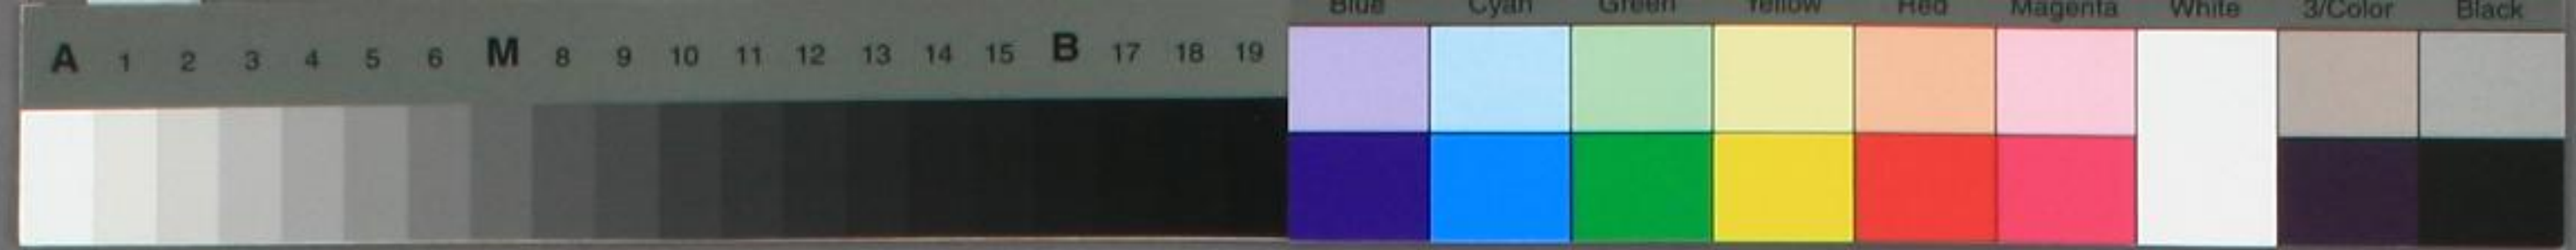 A 1 2 3 4 5 6 M 8 9 10 11 12 13 14 15 B 17 18 19
Blue Cyan Green Yellow Red Magenta White 3/Color Black